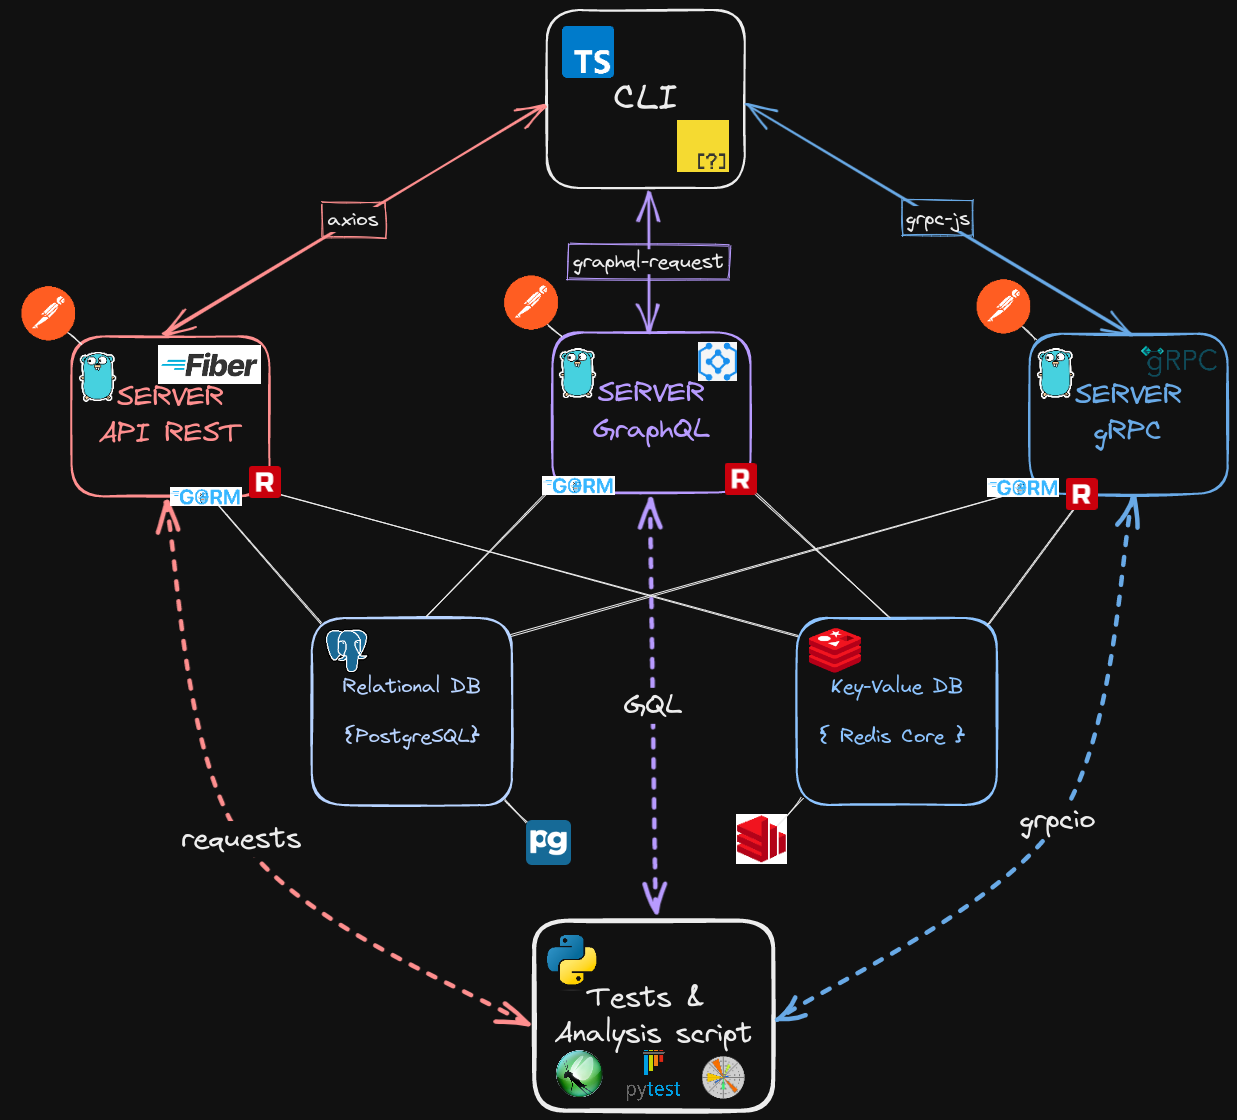 TS
CLI
[?]
axios
graphql-request
grpc-js
Fiber
SERVER
API REST
GORM
R
SERVER
GraphQL
GORM
R
gRPC
SERVER
gRPC
GORM
R
Relational DB
{PostgreSQL}
GQL
Key-Value DB
{ Redis Core }
pg
requests
grpcio
Tests &
Analysis script
pytest